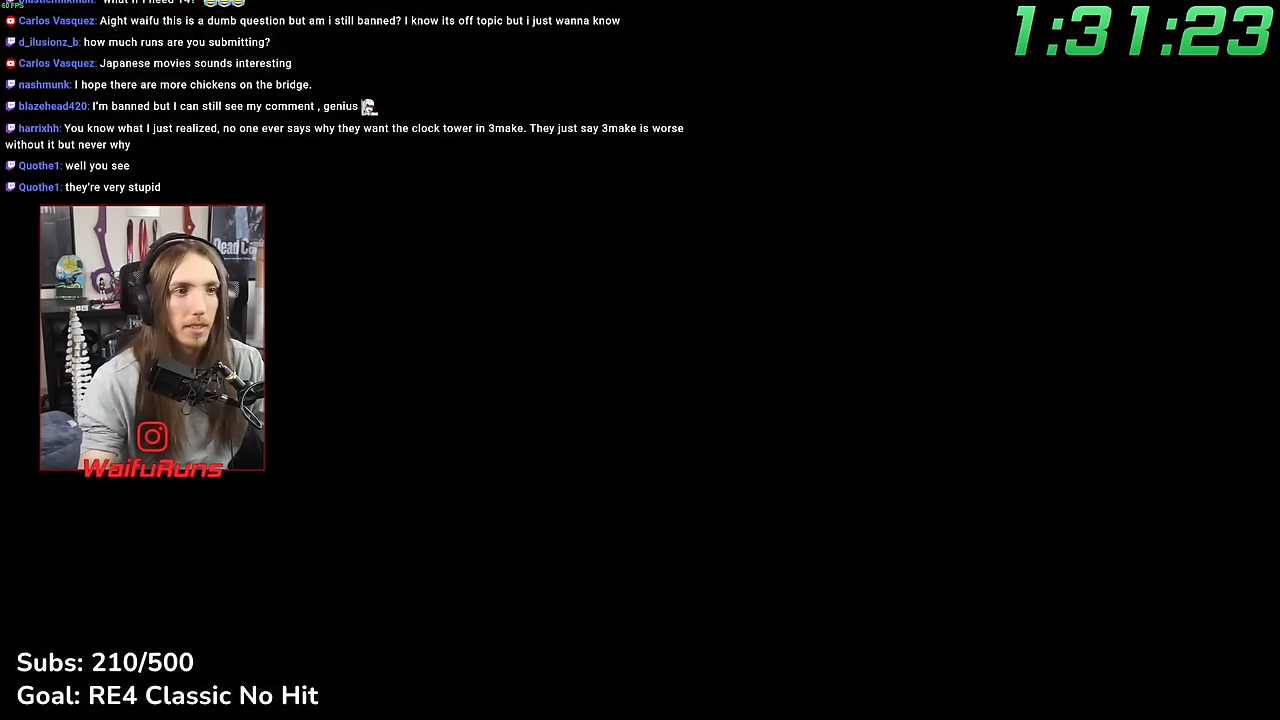 60 FPS
Carlos Vasquez: Aight waifu this is a dumb question but am i still banned? I know its off topic but i just wanna know
d_ilusionz_b: how much runs are you submitting?
Carlos Vasquez: Japanese movies sounds interesting
nashmunk: I hope there are more chickens on the bridge.
blazehead420: I'm banned but I can still see my comment , genius
harrixhh: You know what I just realized, no one ever says why they want the clock tower in 3make. They just say 3make is worse
without it but never why
Quothe1: well you see
Quothe1: they're very stupid
1:31:23
Dead Ce
WaifuRuns
Subs: 210/500
Goal: RE4 Classic No Hit